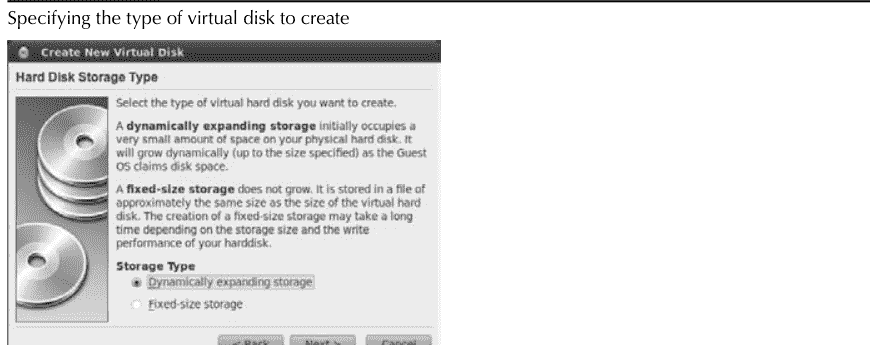 Specifying the type of virtual disk to create
Create New Virtual Disk
Hard Disk Storage Type
Select the type of virtual hard disk you want to create.
A dynamically expanding storage initially occupies a
very small amount of space on your physical hard disk. It
will grow dynamically (up to the size specified) as the Guest
OS claims disk space.
A fixed-size storage does not grow. It is stored in a file of
approximately the same size as the size of the virtual hard
disk. The creation of a fixed-size storage may take a long
time depending on the storage size and the write
performance of your harddisk.
Storage Type
Dynamically expanding storage
Fixed-size storage
< Back Next > Cancel